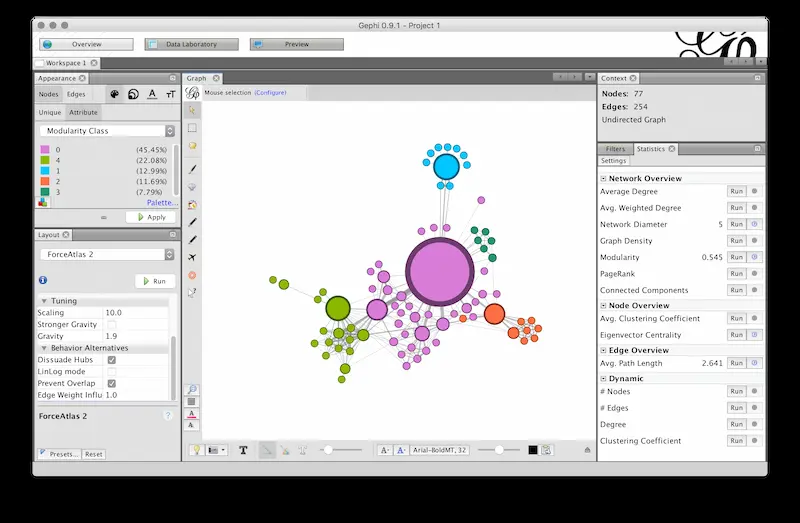 Gephi 0.9.1 - Project 1
Overview
Data Laboratory
Preview
Workspace 1
Appearance
Nodes Edges
Unique Attribute
Modularity Class
0 (45.45%)
4 (22.08%)
1 (12.99%)
2 (11.69%)
3 (7.79%)
Palette...
= Apply
Layout
ForceAtlas 2
Run
Tuning
Scaling 10.0
Stronger Gravity
Gravity 1.9
Behavior Alternatives
Dissuade Hubs
LinLog mode
Prevent Overlap
Edge Weight Influ 1.0
ForceAtlas 2
Presets... Reset
Graph
Mouse selection (Configure)
T A- A- Arial-BoldMT, 32
Context
Nodes: 77
Edges: 254
Undirected Graph
Filters Statistics
Settings
Network Overview
Average Degree Run
Avg. Weighted Degree Run
Network Diameter 5 Run
Graph Density Run
Modularity 0.545 Run
PageRank Run
Connected Components Run
Node Overview
Avg. Clustering Coefficient Run
Eigenvector Centrality Run
Edge Overview
Avg. Path Length 2.641 Run
Dynamic
# Nodes Run
# Edges Run
Degree Run
Clustering Coefficient Run